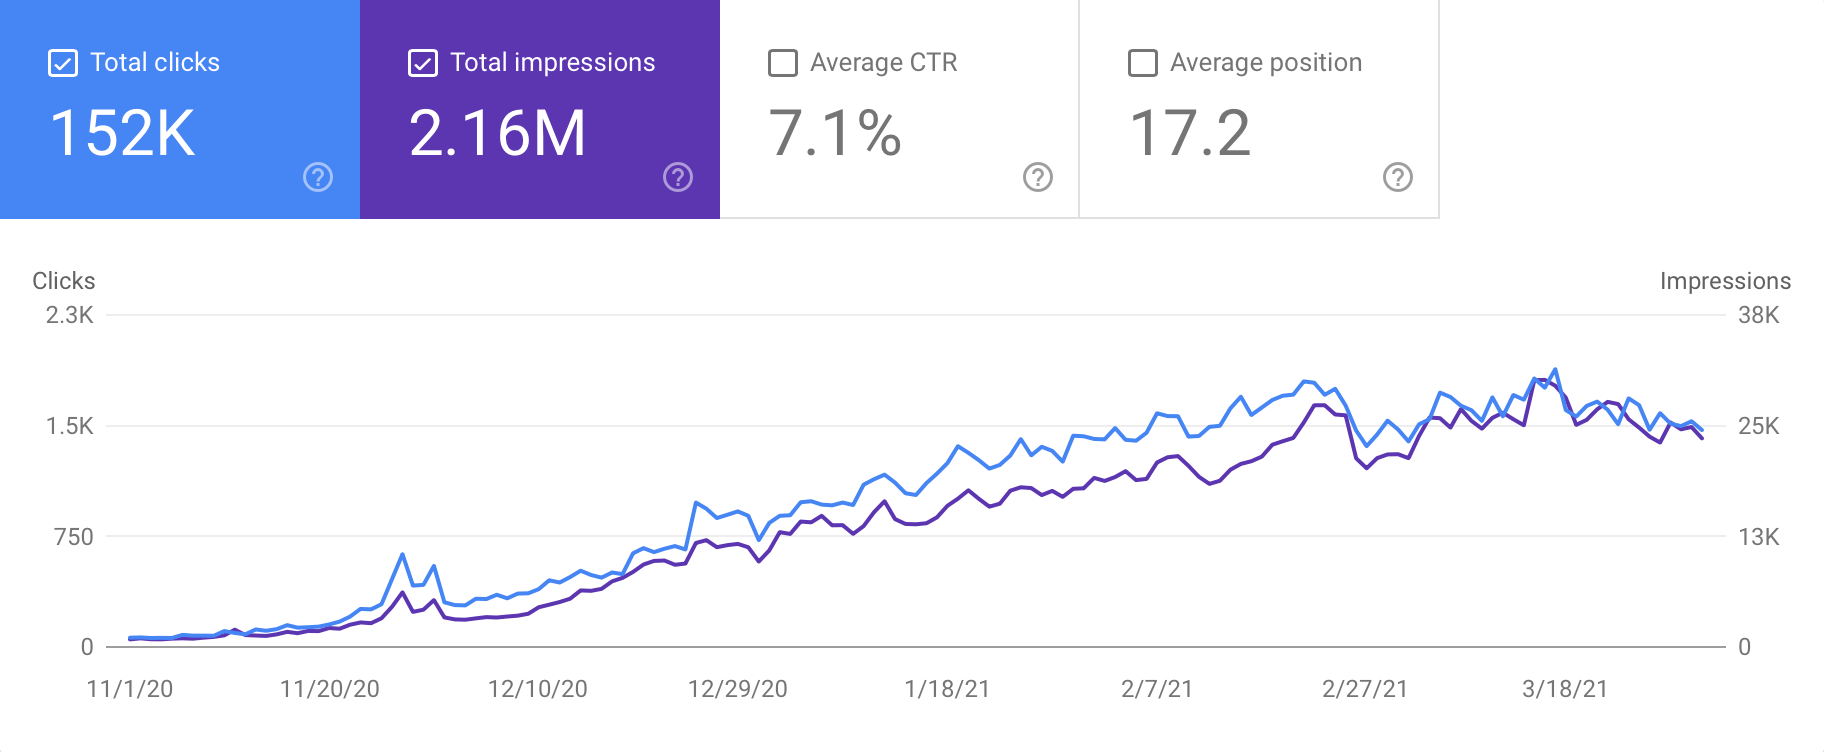 Total clicks
152K
Total impressions
2.16M
Average CTR
7.1%
Average position
17.2
Clicks
Impressions
2.3K
38K
1.5K
25K
750
13K
0
0
11/1/20
11/20/20
12/10/20
12/29/20
1/18/21
2/7/21
2/27/21
3/18/21